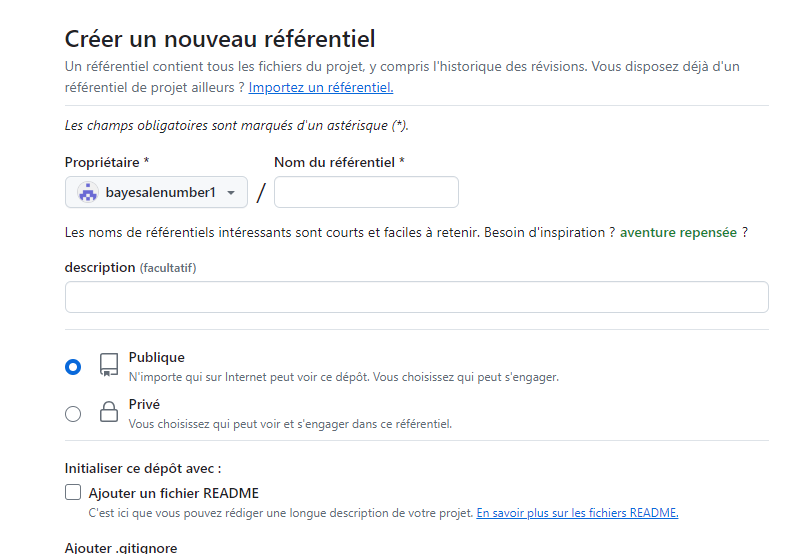 Créer un nouveau référentiel
Un référentiel contient tous les fichiers du projet, y compris l'historique des révisions. Vous disposez déjà d'un
référentiel de projet ailleurs ? Importez un référentiel.
Les champs obligatoires sont marqués d'un astérisque (*).
Propriétaire * Nom du référentiel *
bayesalenumber1 /
Les noms de référentiels intéressants sont courts et faciles à retenir. Besoin d'inspiration ? aventure repensée ?
description (facultatif)
Publique
N'importe qui sur Internet peut voir ce dépôt. Vous choisissez qui peut s'engager.
Privé
Vous choisissez qui peut voir et s'engager dans ce référentiel.
Initialiser ce dépôt avec :
Ajouter un fichier README
C'est ici que vous pouvez rédiger une longue description de votre projet. En savoir plus sur les fichiers README.
Ajouter .gitignore